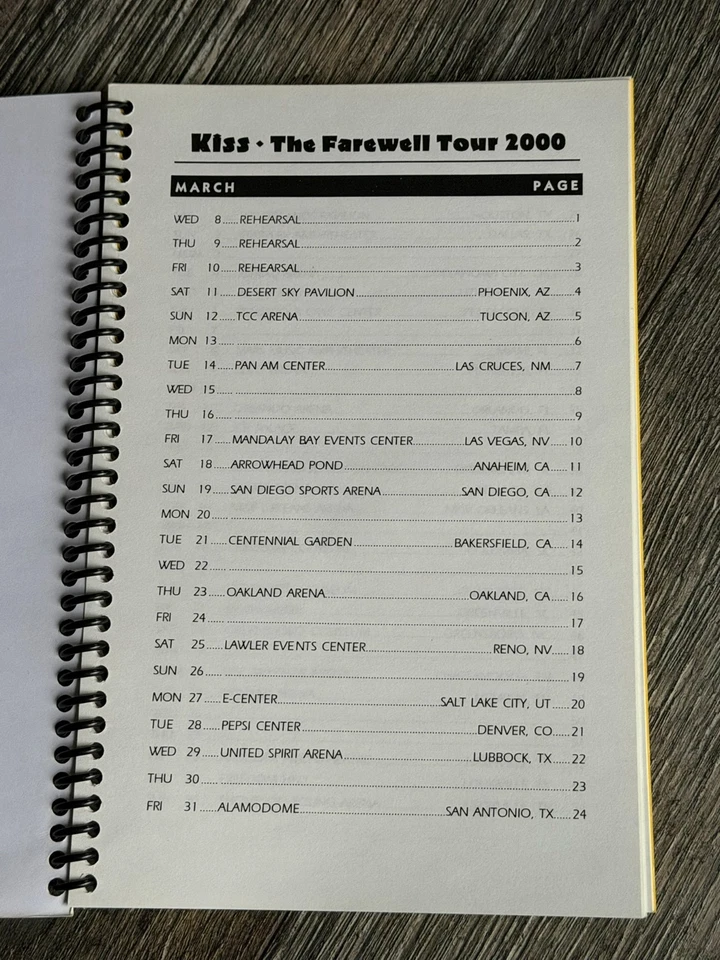 Kiss • The Farewell Tour 2000
MARCH PAGE
WED 8.....REHEARSAL.....1
THU 9.....REHEARSAL.....2
FRI 10.....REHEARSAL.....3
SAT 11.....DESERT SKY PAVILION.....PHOENIX, AZ.....4
SUN 12.....TCC ARENA.....TUCSON, AZ.....5
MON 13.....6
TUE 14.....PAN AM CENTER.....LAS CRUCES, NM.....7
WED 15.....8
THU 16.....9
FRI 17.....MANDALAY BAY EVENTS CENTER.....LAS VEGAS, NV.....10
SAT 18.....ARROWHEAD POND.....ANAHEIM, CA.....11
SUN 19.....SAN DIEGO SPORTS ARENA.....SAN DIEGO, CA.....12
MON 20.....13
TUE 21.....CENTENNIAL GARDEN.....BAKERSFIELD, CA.....14
WED 22.....15
THU 23.....OAKLAND ARENA.....OAKLAND, CA.....16
FRI 24.....17
SAT 25.....LAWLER EVENTS CENTER.....RENO, NV.....18
SUN 26.....19
MON 27.....E-CENTER.....SALT LAKE CITY, UT.....20
TUE 28.....PEPSI CENTER.....DENVER, CO.....21
WED 29.....UNITED SPIRIT ARENA.....LUBBOCK, TX.....22
THU 30.....23
FRI 31.....ALAMODOME.....SAN ANTONIO, TX.....24